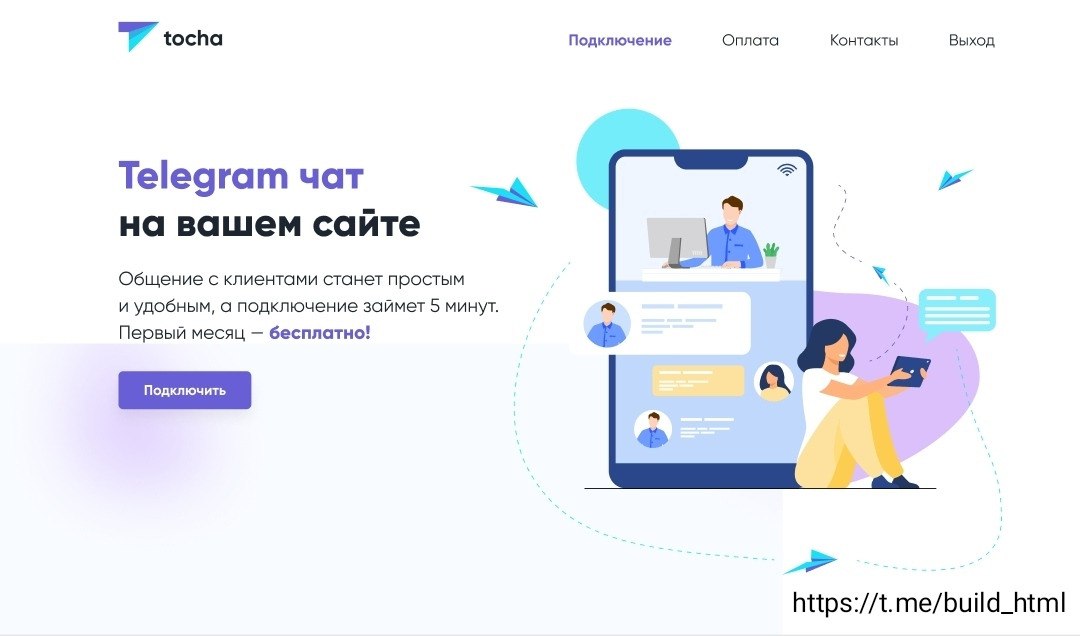 tocha
Подключение Оплата Контакты Выход
Telegram чат
на вашем сайте
Общение с клиентами станет простым
и удобным, а подключение займет 5 минут.
Первый месяц — бесплатно!
Подключить
https://t.me/build_html